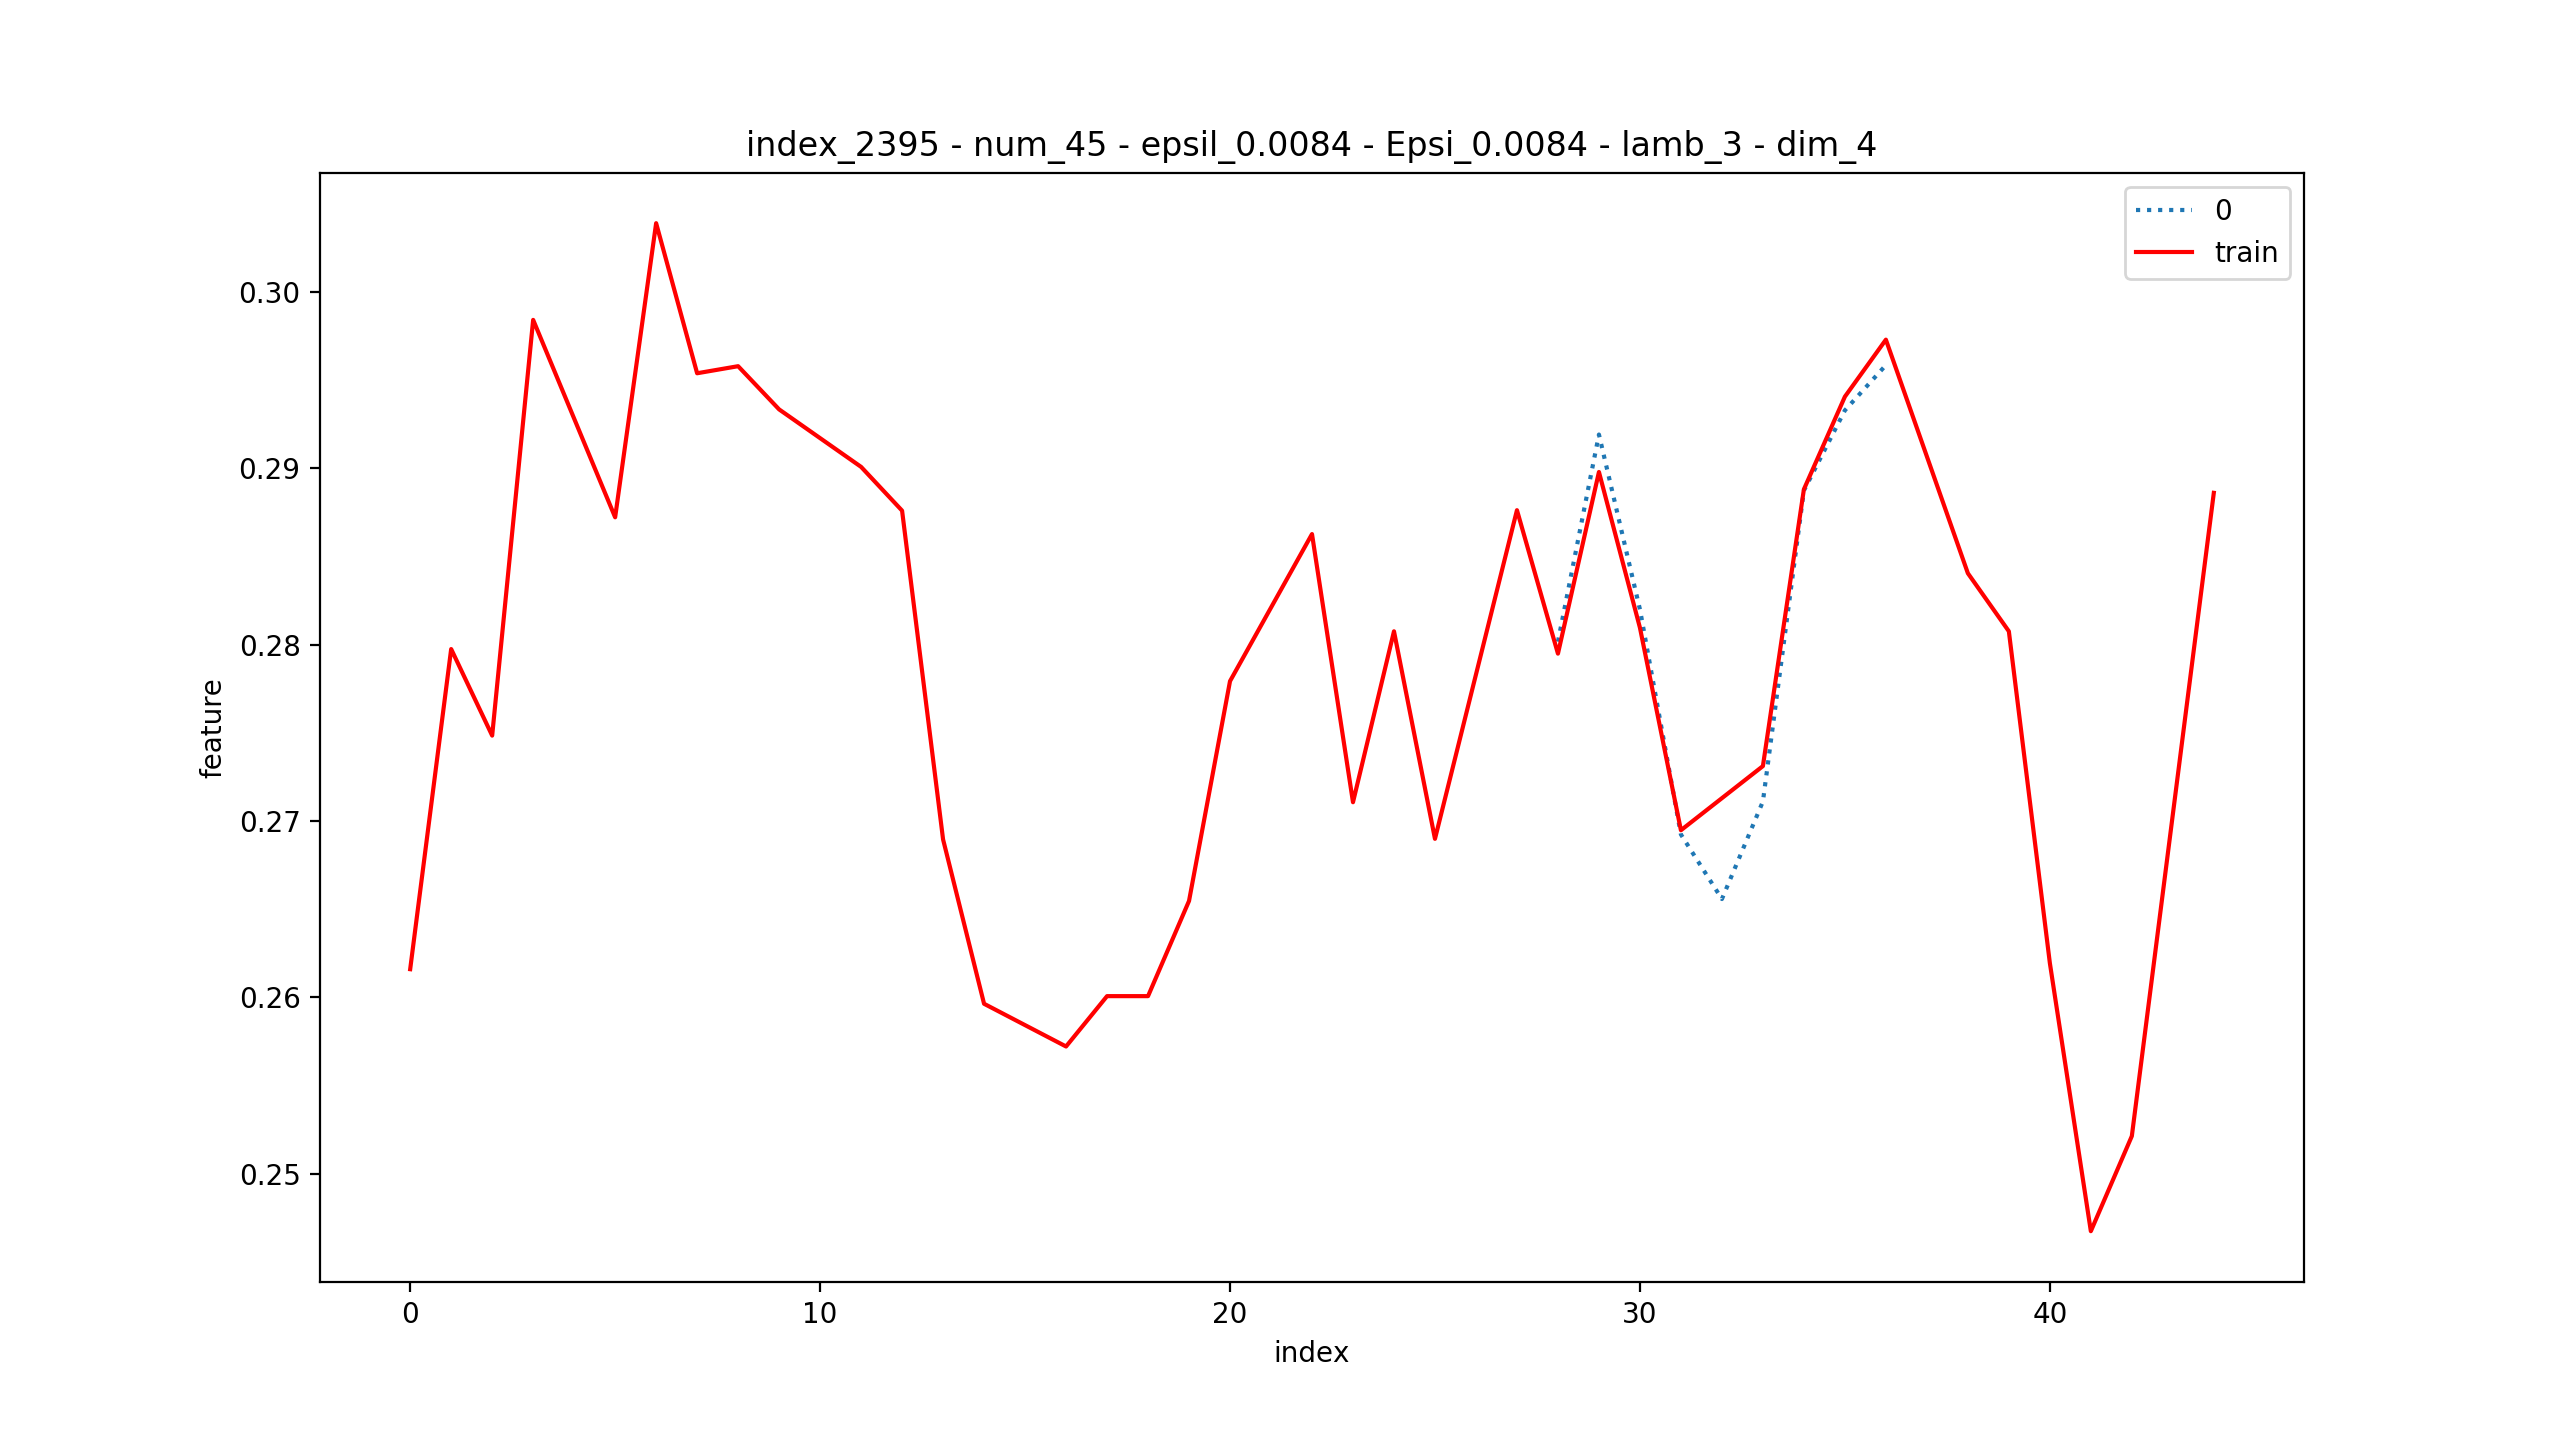 index_2395 - num_45 - epsil_0.0084 - Epsi_0.0084 - lamb_3 - dim_4
0
train
0.30
0.29
0.28
0.27
0.26
0.25
feature
0 10 20 30 40
index